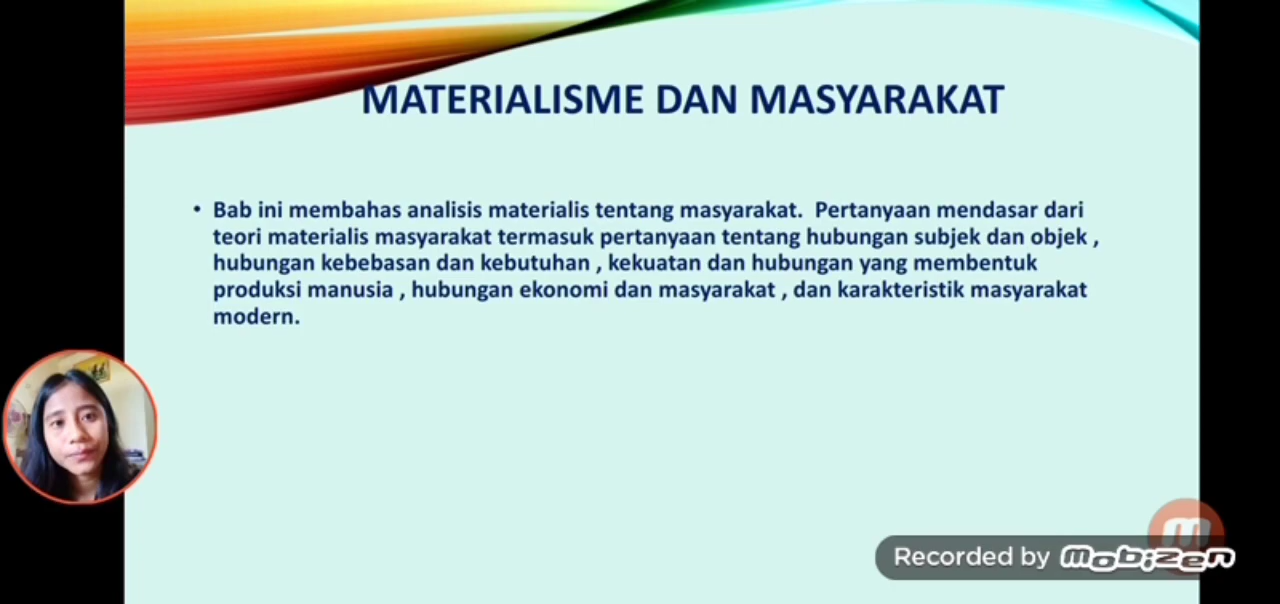 MATERIALISME DAN MASYARAKAT
• Bab ini membahas analisis materialis tentang masyarakat. Pertanyaan mendasar dari
teori materialis masyarakat termasuk pertanyaan tentang hubungan subjek dan objek ,
hubungan kebebasan dan kebutuhan , kekuatan dan hubungan yang membentuk
produksi manusia , hubungan ekonomi dan masyarakat , dan karakteristik masyarakat
modern.
Recorded by mobizen